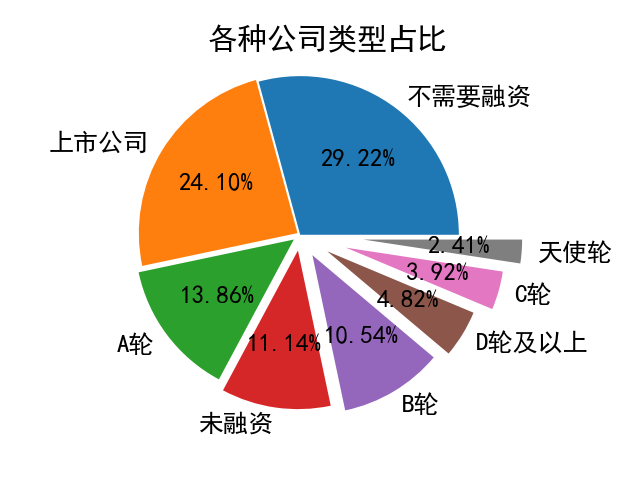 各种公司类型占比
不需要融资
29.22%
上市公司
24.10%
13.86%
A轮
11.14%
未融资
10.54%
B轮
4.82%
D轮及以上
3.92%
C轮
2.41%
天使轮